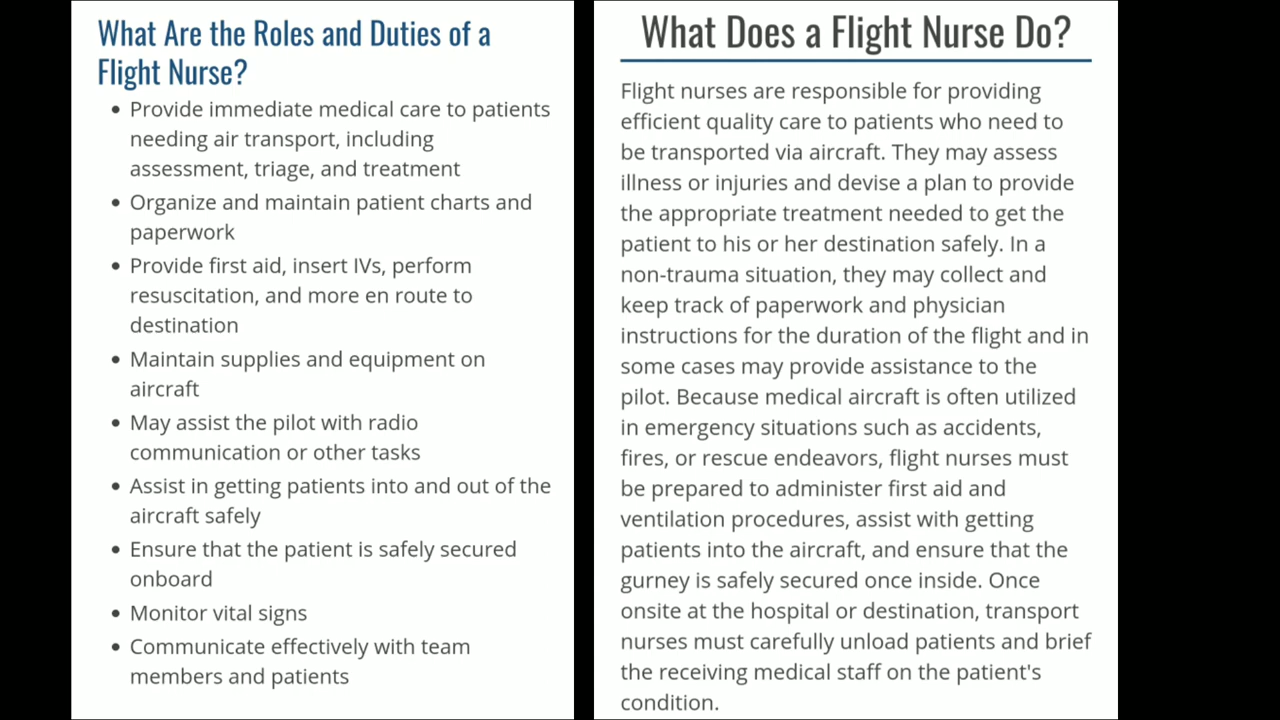 What Are the Roles and Duties of a
Flight Nurse?
• Provide immediate medical care to patients
needing air transport, including
assessment, triage, and treatment
• Organize and maintain patient charts and
paperwork
• Provide first aid, insert IVs, perform
resuscitation, and more en route to
destination
• Maintain supplies and equipment on
aircraft
• May assist the pilot with radio
communication or other tasks
• Assist in getting patients into and out of the
aircraft safely
• Ensure that the patient is safely secured
onboard
• Monitor vital signs
• Communicate effectively with team
members and patients
What Does a Flight Nurse Do?
Flight nurses are responsible for providing
efficient quality care to patients who need to
be transported via aircraft. They may assess
illness or injuries and devise a plan to provide
the appropriate treatment needed to get the
patient to his or her destination safely. In a
non-trauma situation, they may collect and
keep track of paperwork and physician
instructions for the duration of the flight and in
some cases may provide assistance to the
pilot. Because medical aircraft is often utilized
in emergency situations such as accidents,
fires, or rescue endeavors, flight nurses must
be prepared to administer first aid and
ventilation procedures, assist with getting
patients into the aircraft, and ensure that the
gurney is safely secured once inside. Once
onsite at the hospital or destination, transport
nurses must carefully unload patients and brief
the receiving medical staff on the patient's
condition.